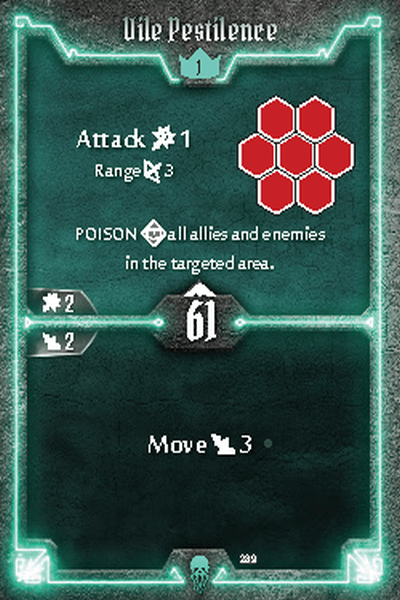 Vile Pestilence
1
Attack 1
Range 3
POISON all allies and enemies
in the targeted area.
2
61
2
Move 3